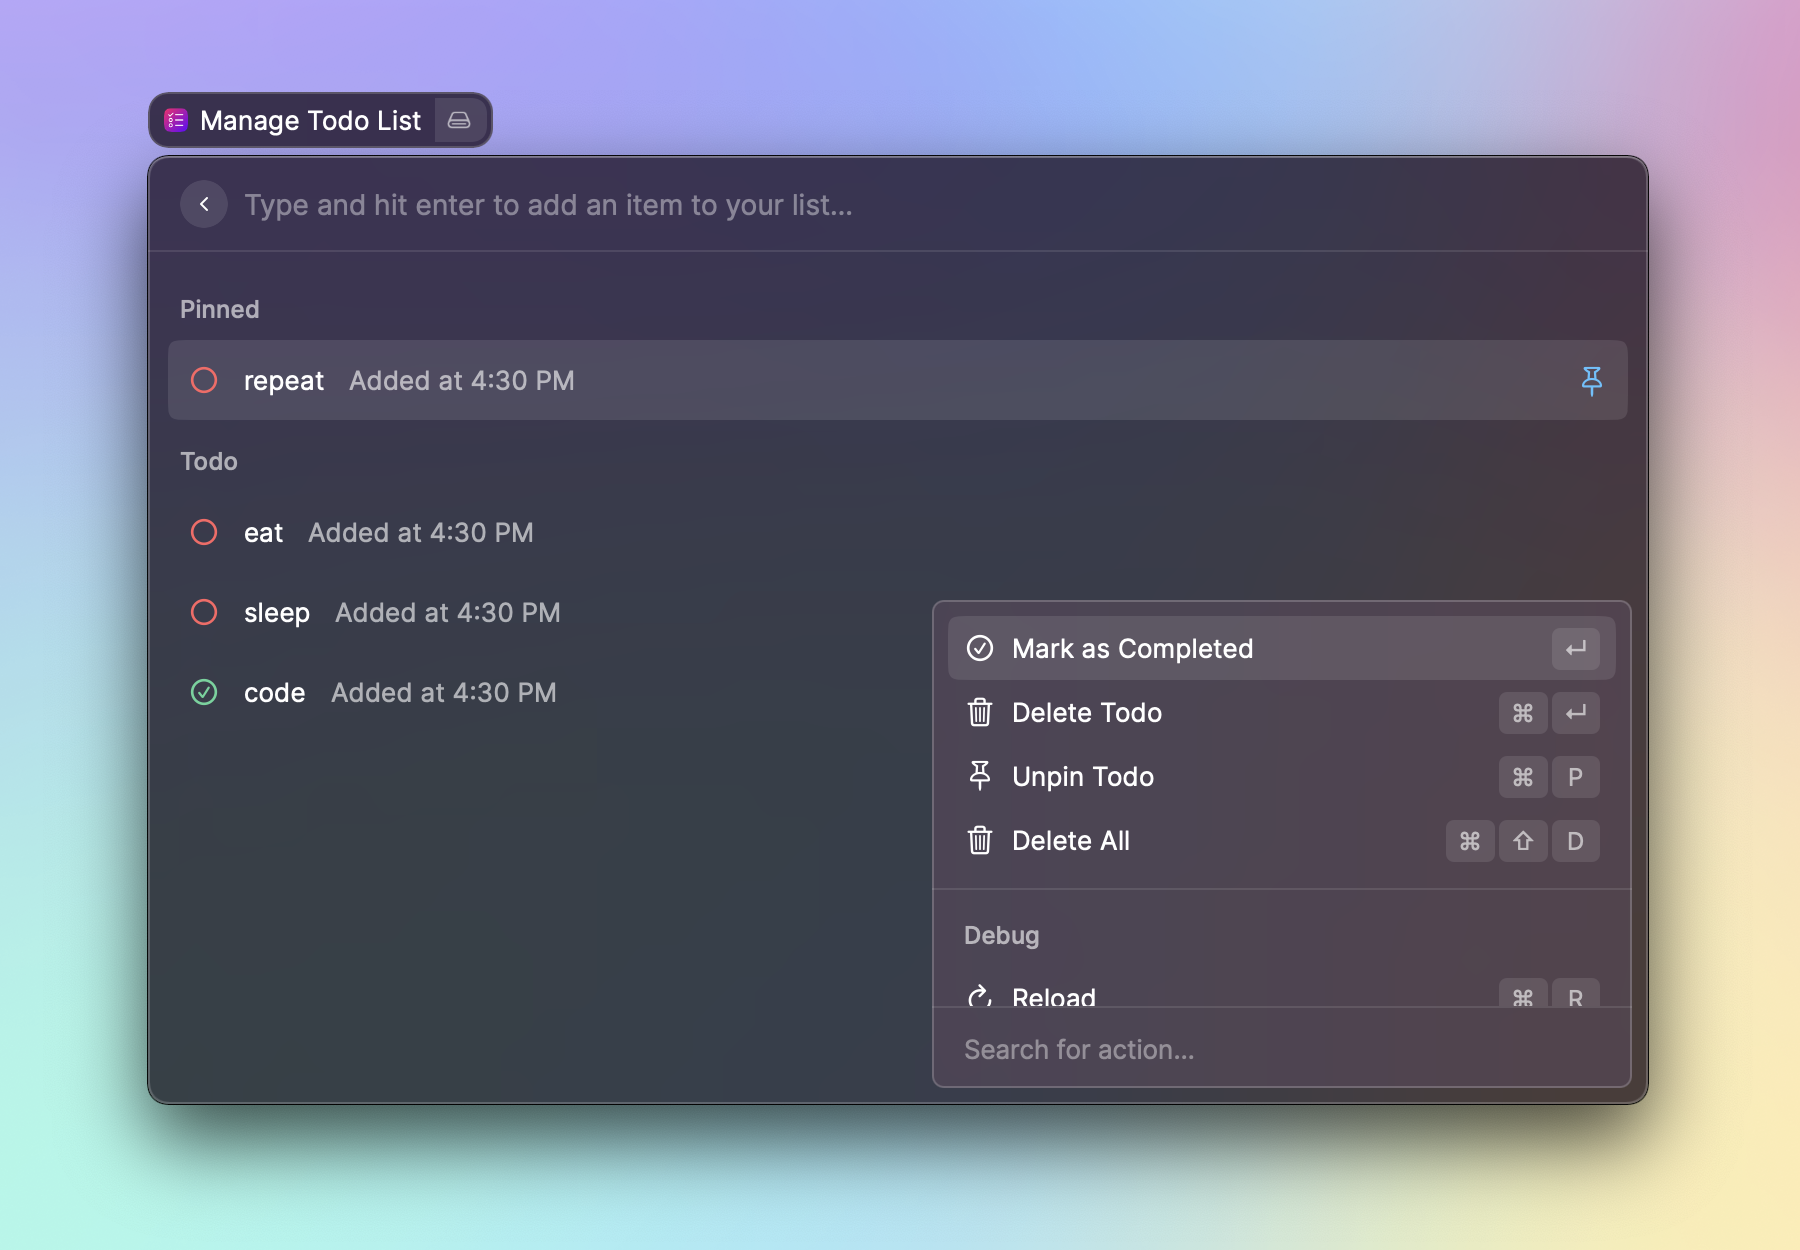 Manage Todo List
Type and hit enter to add an item to your list...
Pinned
repeat Added at 4:30 PM
Todo
eat Added at 4:30 PM
sleep Added at 4:30 PM
code Added at 4:30 PM
Mark as Completed ↵
Delete Todo ⌘ ↵
Unpin Todo ⌘ P
Delete All ⌘ ⇧ D
Debug
Reload ⌘ R
Search for action...